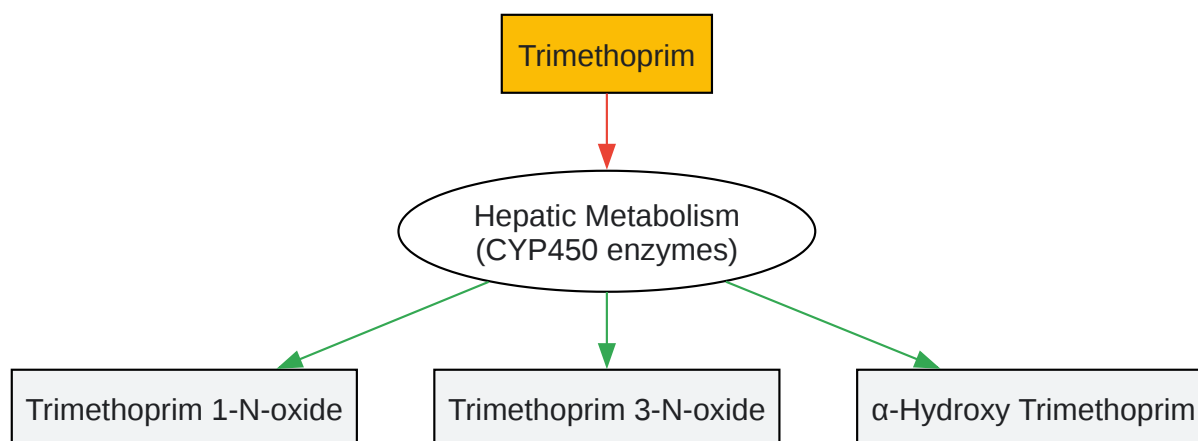 Trimethoprim
Hepatic Metabolism
(CYP450 enzymes)
Trimethoprim 1-N-oxide
Trimethoprim 3-N-oxide
α-Hydroxy Trimethoprim